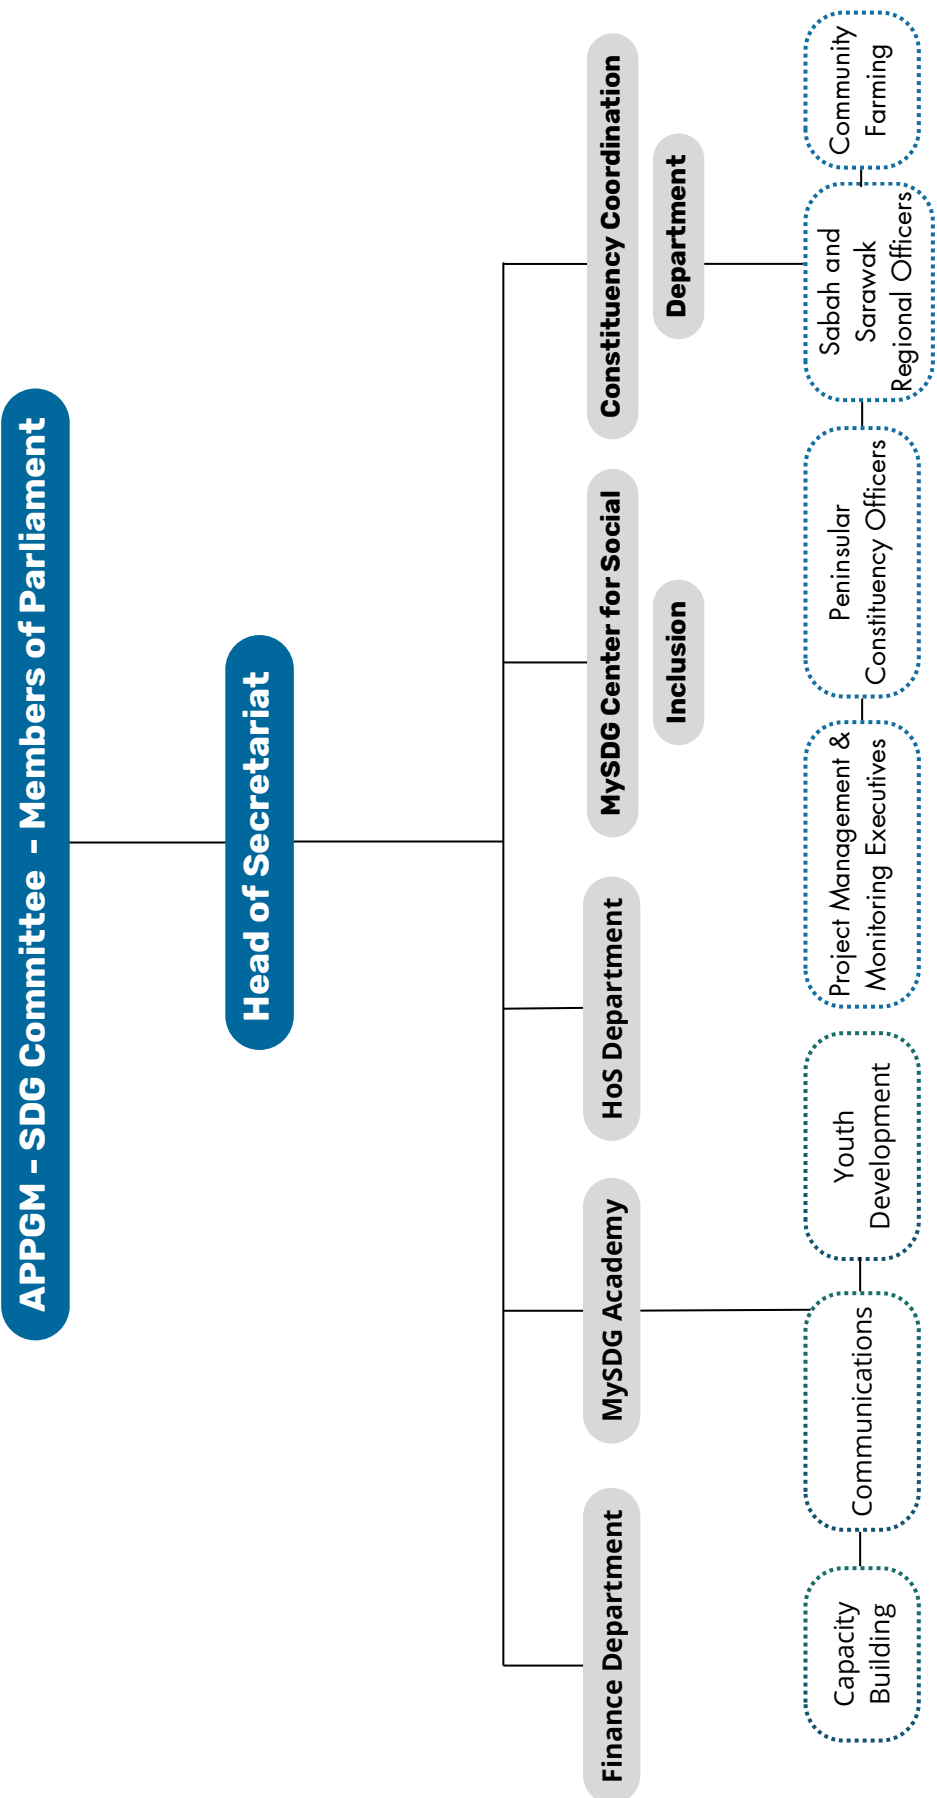 APPGM - SDG Committee - Members of Parliament
Head of Secretariat
Finance Department
MySDG Academy
HoS Department
MySDG Center for Social
Inclusion
Constituency Coordination
Department
Capacity
Building
Communications
Youth
Development
Project Management &
Monitoring Executives
Peninsular
Constituency Officers
Sabah and
Sarawak
Regional Officers
Community
Farming